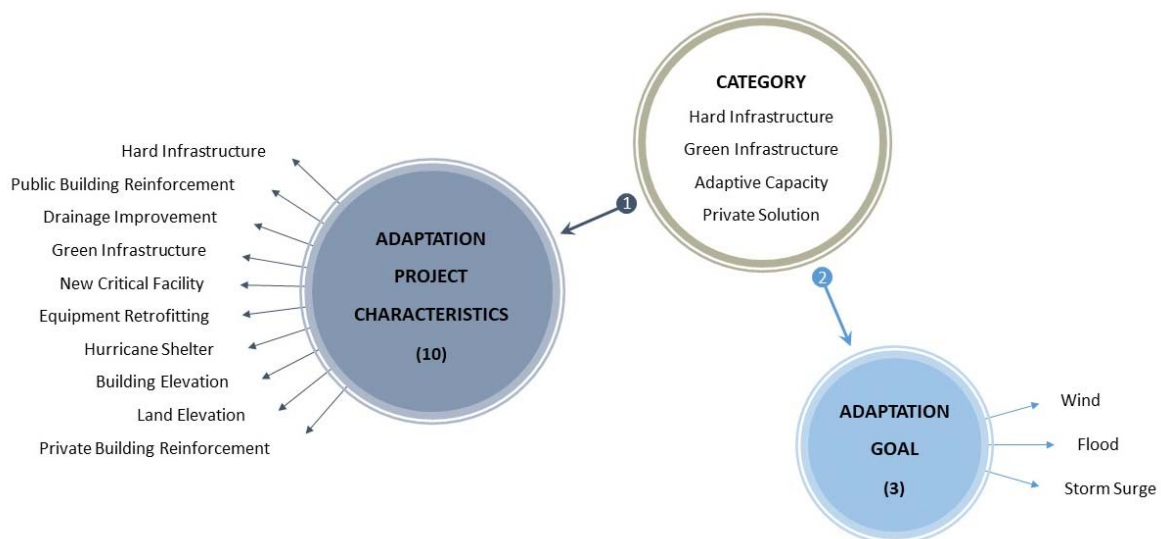 CATEGORY
Hard Infrastructure
Green Infrastructure
Adaptive Capacity
Private Solution
1
2
Hard Infrastructure
Public Building Reinforcement
Drainage Improvement
Green Infrastructure
New Critical Facility
Equipment Retrofitting
Hurricane Shelter
Building Elevation
Land Elevation
Private Building Reinforcement
ADAPTATION
PROJECT
CHARACTERISTICS
(10)
ADAPTATION
GOAL
(3)
Wind
Flood
Storm Surge